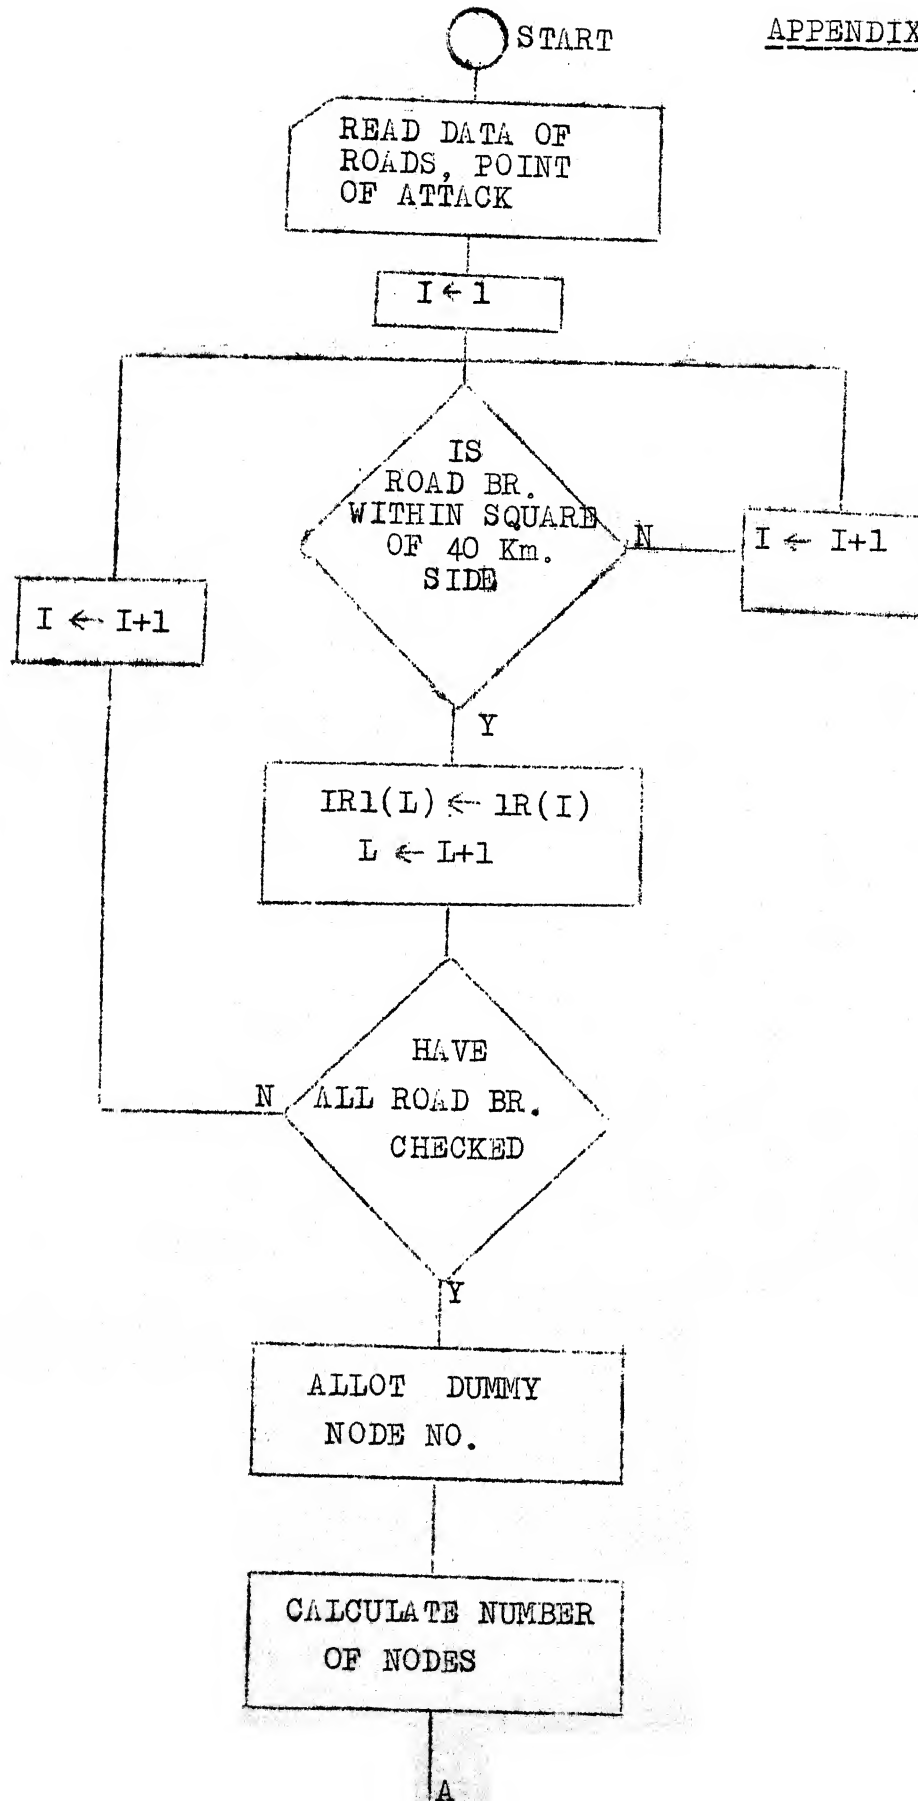 START
APPENDIX
READ DATA OF
ROADS, POINT
OF ATTACK
I ← 1
IS
ROAD BR.
WITHIN SQUARE
OF 40 Km.
SIDE
N
I ← I+1
I ← I+1
Y
IR1(L) ← 1R(I)
L ← L+1
HAVE
N ALL ROAD BR.
CHECKED
Y
ALLOT DUMMY
NODE NO.
CALCULATE NUMBER
OF NODES
A